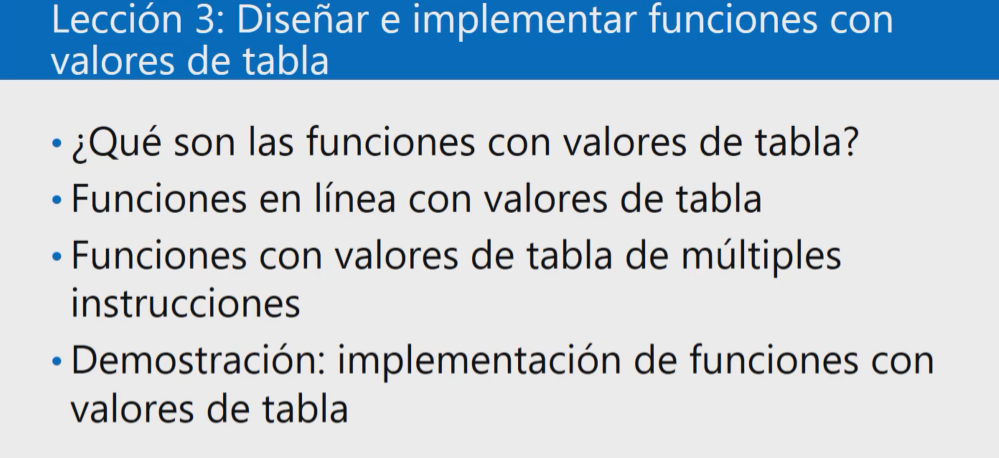 Lección 3: Diseñar e implementar funciones con
valores de tabla
• ¿Qué son las funciones con valores de tabla?
• Funciones en línea con valores de tabla
• Funciones con valores de tabla de múltiples
instrucciones
• Demostración: implementación de funciones con
valores de tabla